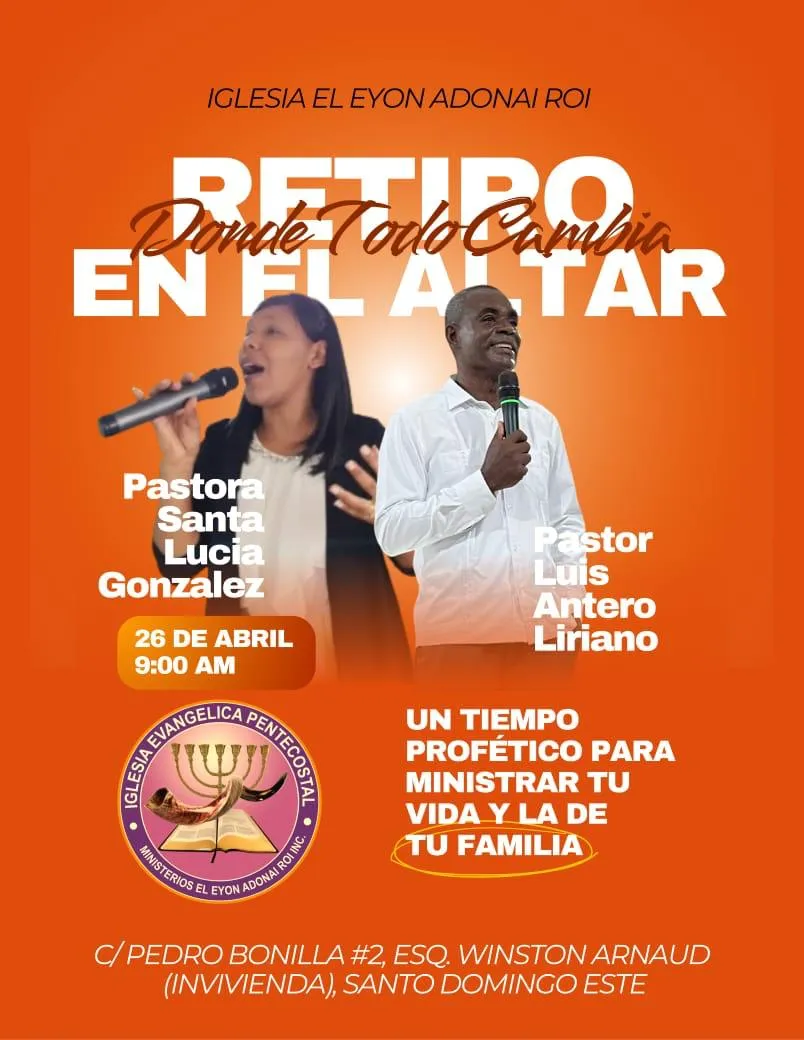 IGLESIA EL EYON ADONAI ROI
RETIRO
Donde Todo Cambia
EN EL ALTAR
Pastora
Santa
Lucia
Gonzalez
Pastor
Luis
Antero
Liriano
26 DE ABRIL
9:00 AM
IGLESIA EVANGELICA PENTECOSTAL
MINISTERIOS EL EYON ADONAI ROI INC.
UN TIEMPO
PROFÉTICO PARA
MINISTRAR TU
VIDA Y LA DE
TU FAMILIA
C/ PEDRO BONILLA #2, ESQ. WINSTON ARNAUD
(INVIVIENDA), SANTO DOMINGO ESTE